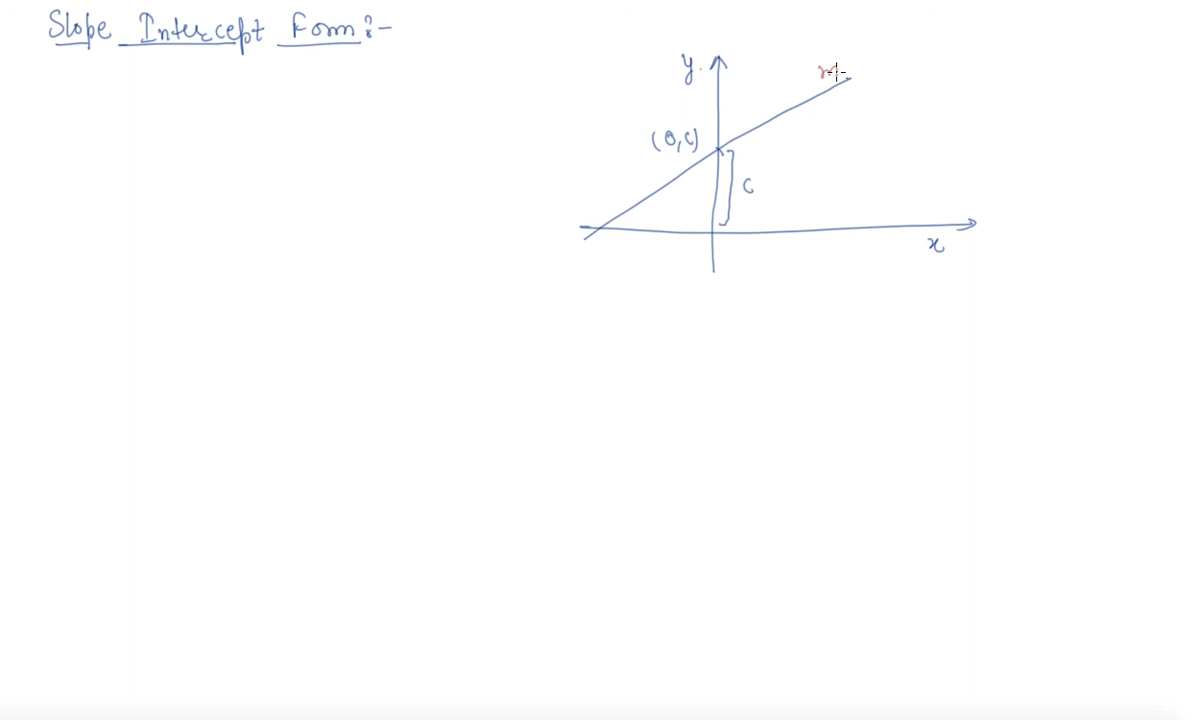 Slope Intercept Form:-
y
m
(0,c)
c
x